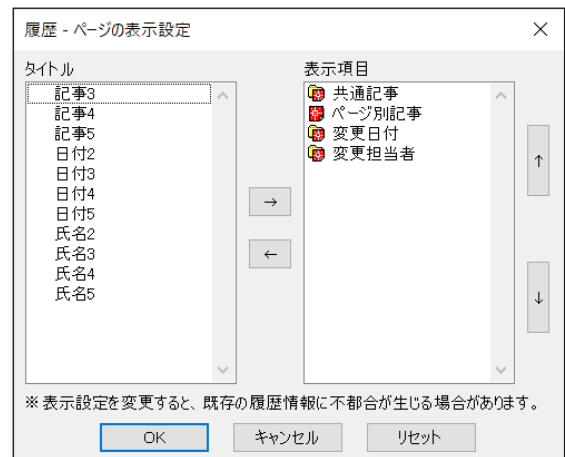 履歴 - ページの表示設定
タイトル
記事3
記事4
記事5
日付2
日付3
日付4
日付5
氏名2
氏名3
氏名4
氏名5
→
←
表示項目
共通記事
ページ別記事
変更日付
変更担当者
↑
↓
※表示設定を変更すると、既存の履歴情報に不都合が生じる場合があります。
OK
キャンセル
リセット